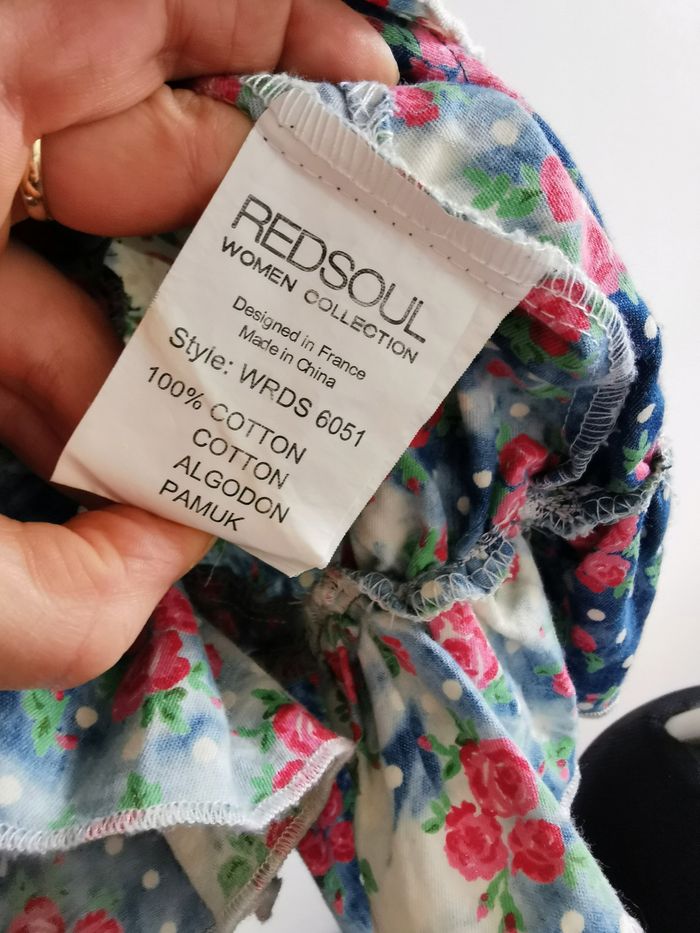 REDSOUL
WOMEN COLLECTION
Designed in France
Made in China
Style: WRDS 6051
100% COTTON
COTTON
ALGODON
PAMUK